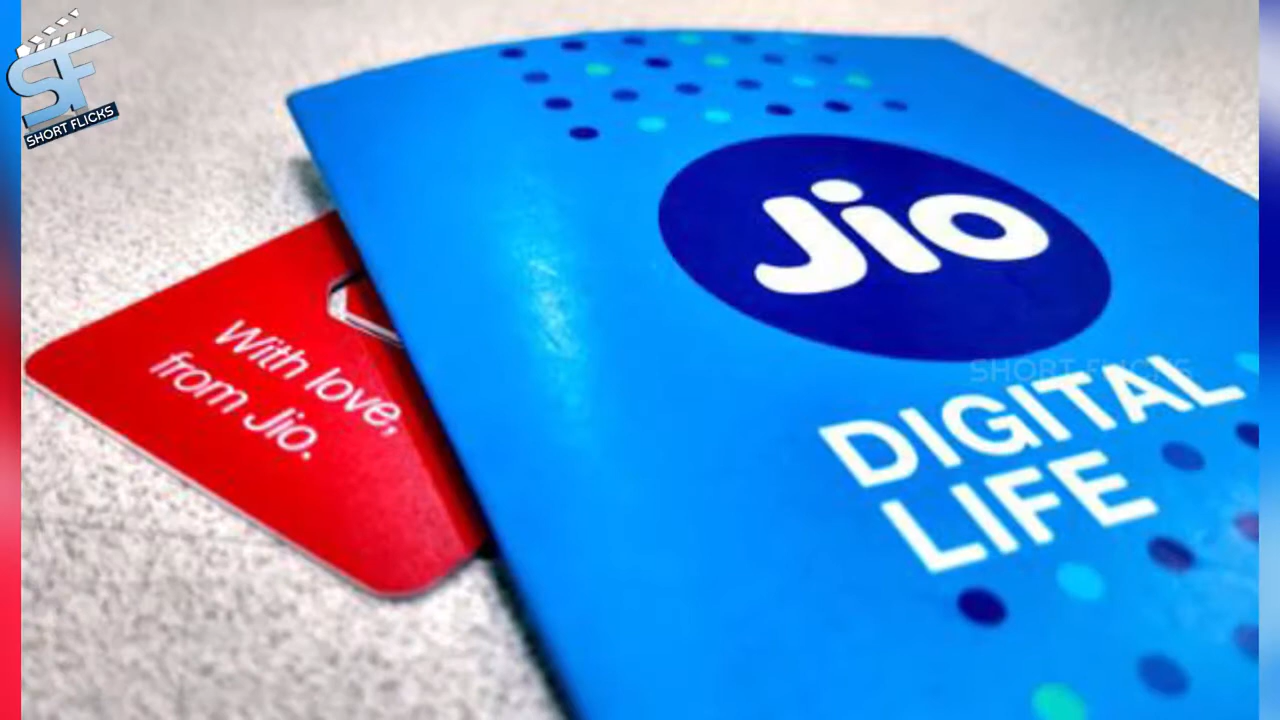 SF
SHORT FLICKS
With love,
from Jio.
Jio
DIGITAL
LIFE
SHORT FLICKS